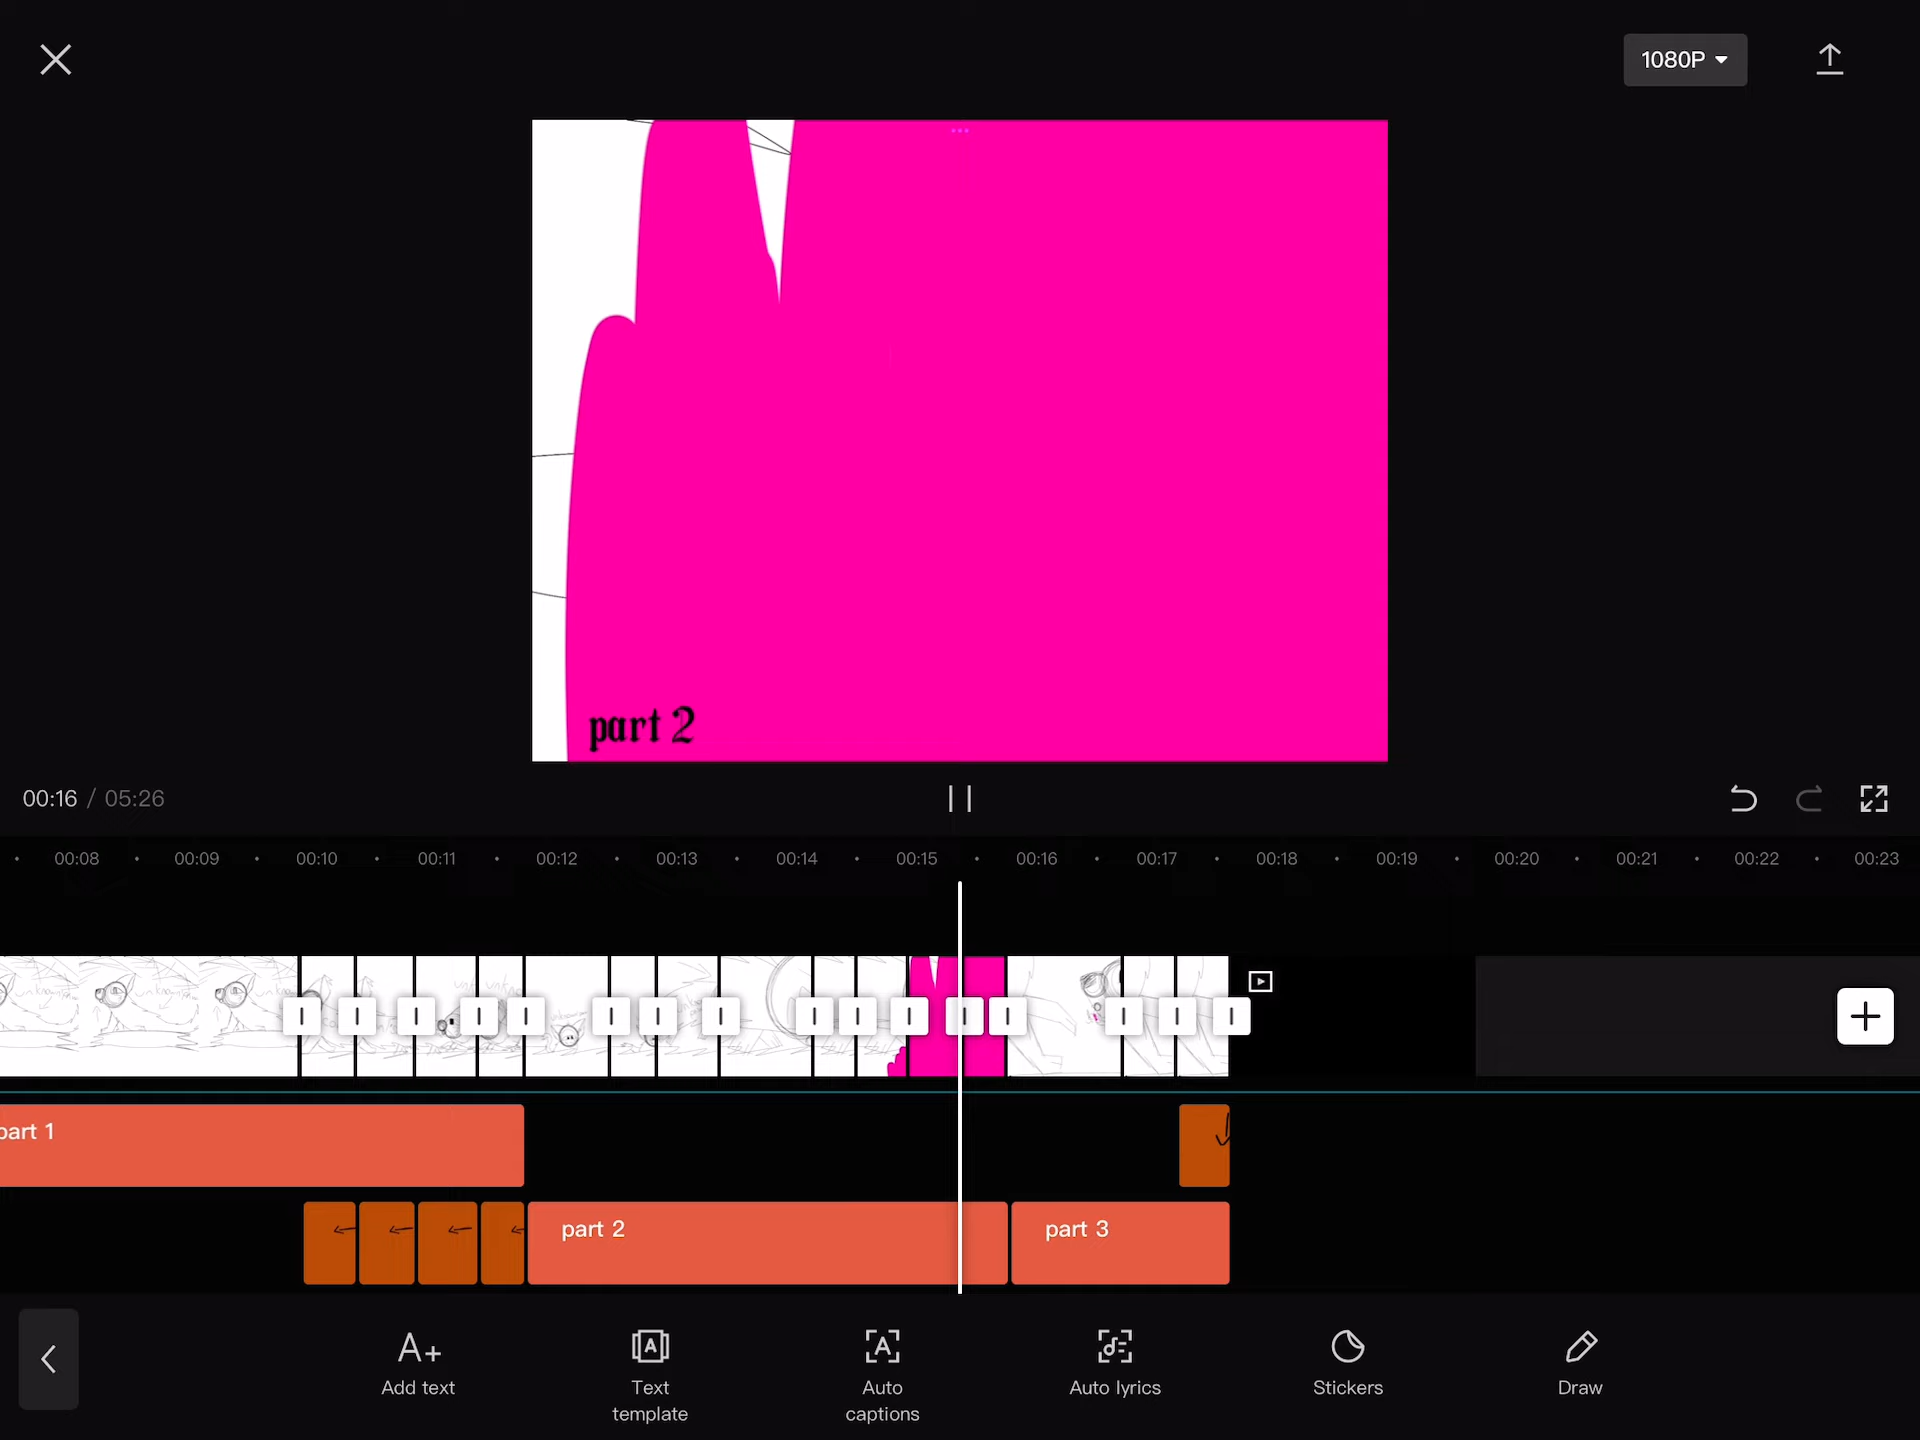 1080P
part 2
00:16 / 05:26
00:08 00:09 00:10 00:11 00:12 00:13 00:14 00:15 00:16 00:17 00:18 00:19 00:20 00:21 00:22 00:23
part 1
part 2
part 3
Add text
Text template
Auto captions
Auto lyrics
Stickers
Draw